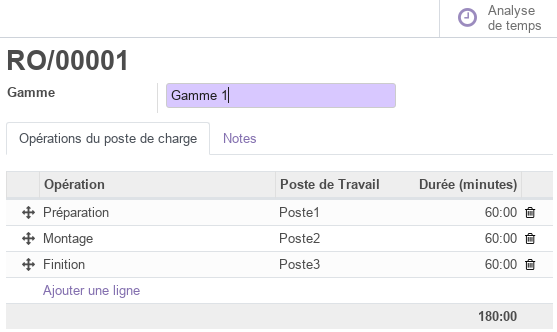 Analyse
de temps
RO/00001
Gamme Gamme 1
Opérations du poste de charge Notes
Opération Poste de Travail Durée (minutes)
Préparation Poste1 60:00
Montage Poste2 60:00
Finition Poste3 60:00
Ajouter une ligne
180:00